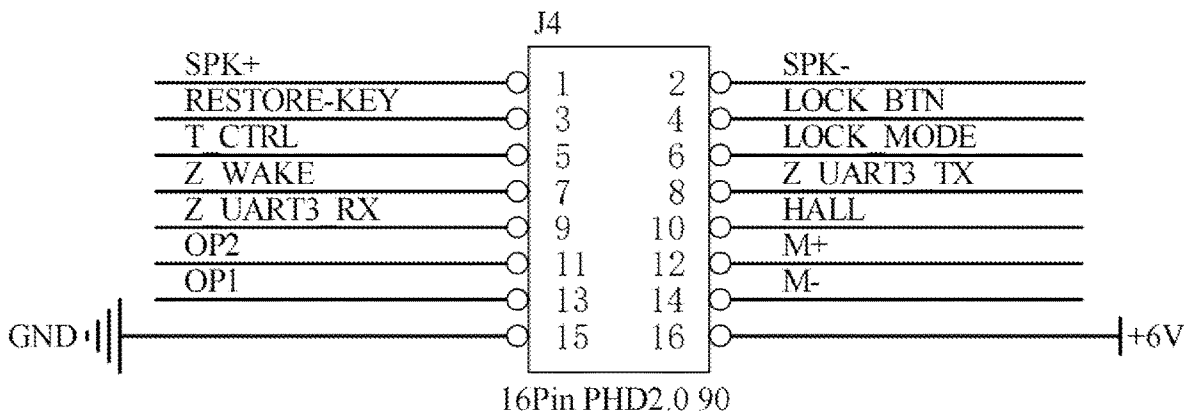 J4
SPK+ 1 2 SPK-
RESTORE-KEY 3 4 LOCK BTN
T CTRL 5 6 LOCK MODE
Z WAKE 7 8 Z UART3 TX
Z UART3 RX 9 10 HALL
OP2 11 12 M+
OP1 13 14 M-
GND 15 16 +6V
16Pin PHD2.0 90